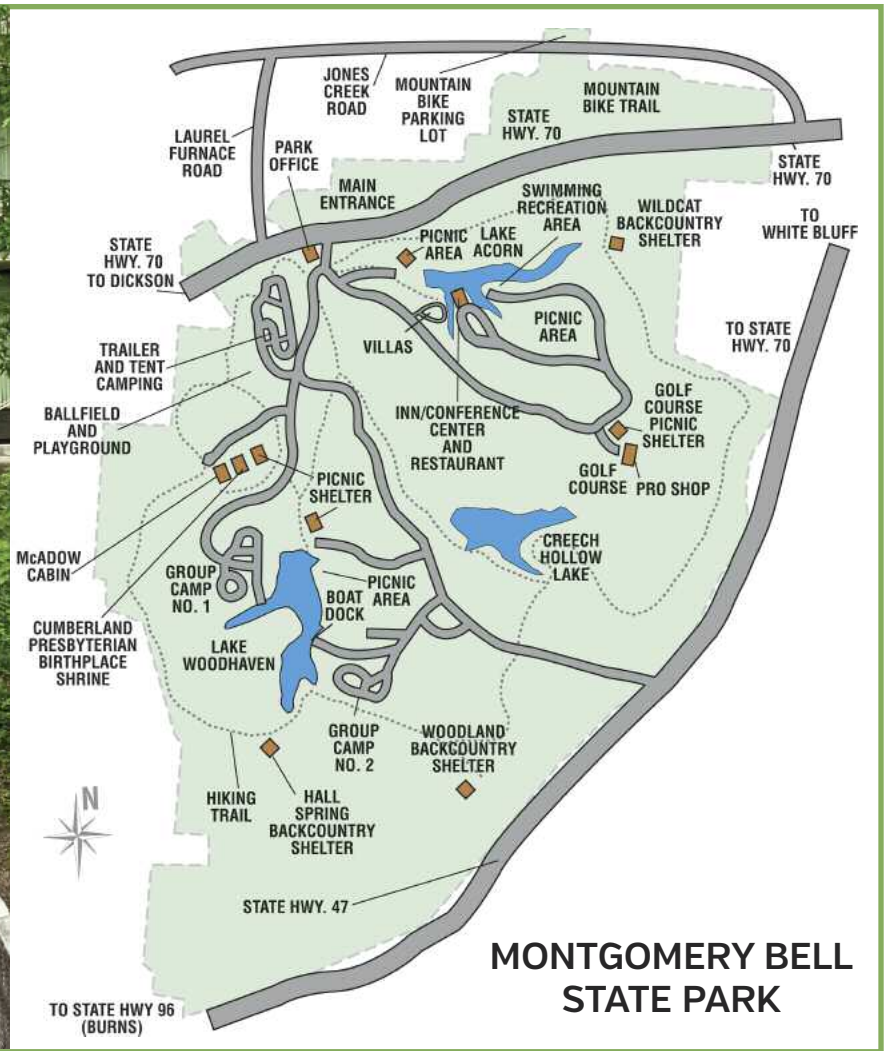 JONES
CREEK
ROAD
MOUNTAIN
BIKE
PARKING
LOT
MOUNTAIN
BIKE TRAIL
STATE
HWY. 70
LAUREL
FURNACE
ROAD
PARK
OFFICE
MAIN
ENTRANCE
STATE
HWY. 70
SWIMMING
RECREATION
AREA
WILDCAT
BACKCOUNTRY
SHELTER
TO
WHITE BLUFF
STATE
HWY. 70
TO DICKSON
PICNIC
AREA
LAKE
ACORN
VILLAS
PICNIC
AREA
TO STATE
HWY. 70
TRAILER
AND TENT
CAMPING
BALLFIELD
AND
PLAYGROUND
INN/CONFERENCE
CENTER
AND
RESTAURANT
GOLF
COURSE
PICNIC
SHELTER
GOLF
COURSE
PRO SHOP
PICNIC
SHELTER
McADOW
CABIN
GROUP
CAMP
NO. 1
CREECH
HOLLOW
LAKE
PICNIC
AREA
BOAT
DOCK
CUMBERLAND
PRESBYTERIAN
BIRTHPLACE
SHRINE
LAKE
WOODHAVEN
GROUP
CAMP
NO. 2
WOODLAND
BACKCOUNTRY
SHELTER
N
HIKING
TRAIL
HALL
SPRING
BACKCOUNTRY
SHELTER
STATE HWY. 47
MONTGOMERY BELL
STATE PARK
TO STATE HWY 96
(BURNS)